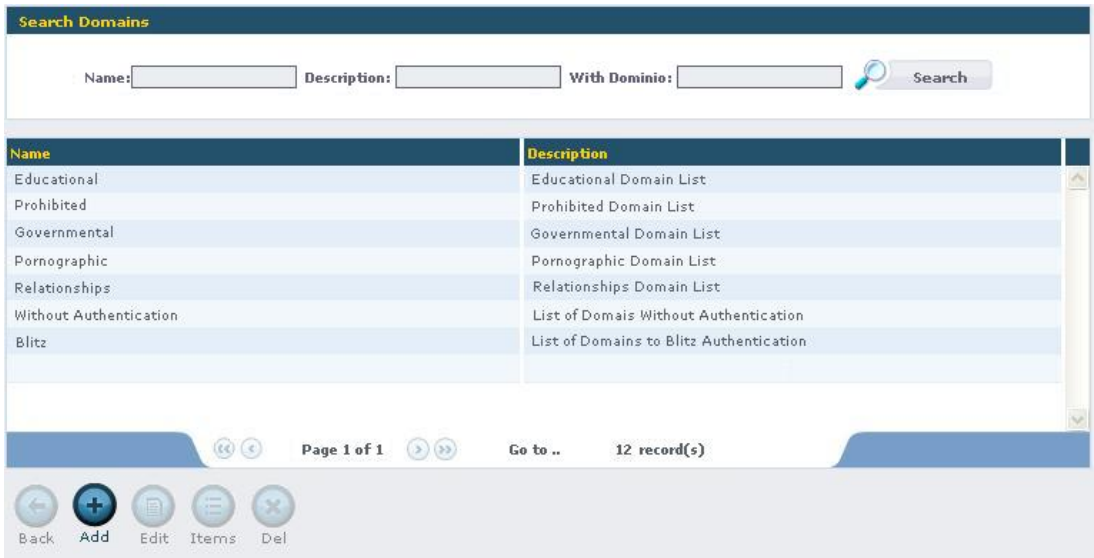 Search Domains
Name: Description: With Dominio: Search
Name Description
Educational Educational Domain List
Prohibited Prohibited Domain List
Governmental Governmental Domain List
Pornographic Pornographic Domain List
Relationships Relationships Domain List
Without Authentication List of Domais Without Authentication
Blitz List of Domains to Blitz Authentication
Page 1 of 1 Go to .. 12 record(s)
Back Add Edit Items Del